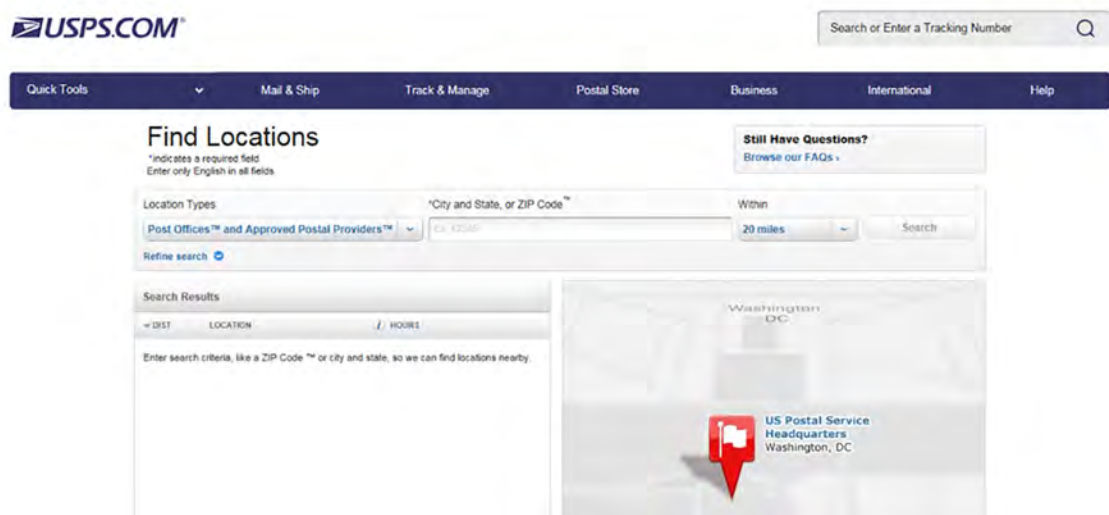 USPS.COM®
Search or Enter a Tracking Number
Quick Tools Mail & Ship Track & Manage Postal Store Business International Help
Find Locations
*indicates a required field
Enter only English in all fields
Still Have Questions?
Browse our FAQs ›
Location Types *City and State, or ZIP Code™ Within
Post Offices™ and Approved Postal Providers™ Ex. 12345 20 miles Search
Refine search
Search Results
DIST LOCATION / HOURS
Enter search criteria, like a ZIP Code ™ or city and state, so we can find locations nearby.
Washington
DC
US Postal Service
Headquarters
Washington, DC